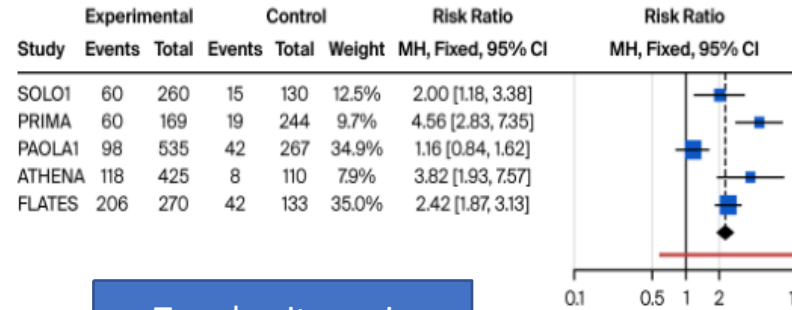 Experimental Control Risk Ratio Risk Ratio
Study Events Total Events Total Weight MH, Fixed, 95% CI MH, Fixed, 95% CI
SOLO1 60 260 15 130 12.5% 2.00 [1.18, 3.38]
PRIMA 60 169 19 244 9.7% 4.56 [2.83, 7.35]
PAOLA1 98 535 42 267 34.9% 1.16 [0.84, 1.62]
ATHENA 118 425 8 110 7.9% 3.82 [1.93, 7.57]
FLATES 206 270 42 133 35.0% 2.42 [1.87, 3.13]
0.1 0.5 1 2